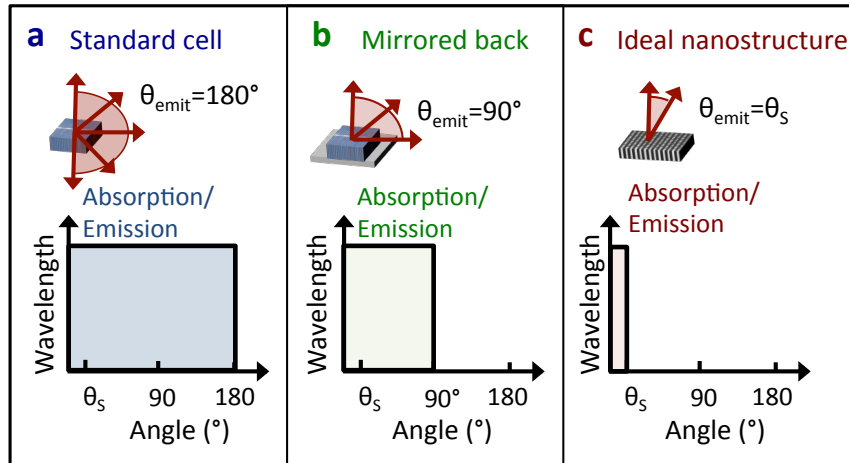 a Standard cell
θemit=180°
Absorption/
Emission
Wavelength
θS 90 180
Angle (°)
b Mirrored back
θemit=90°
Absorption/
Emission
Wavelength
θS 90° 180
Angle (°)
c Ideal nanostructure
θemit=θS
Absorption/
Emission
Wavelength
θS 90 180
Angle (°)